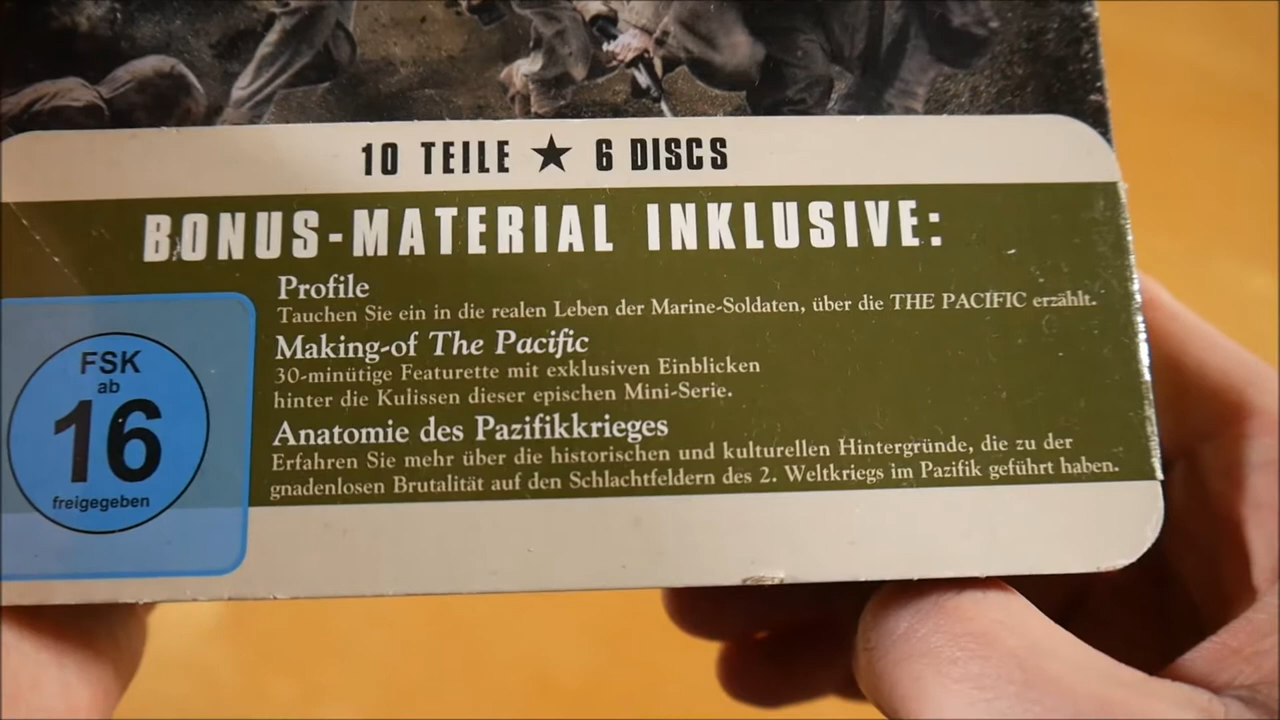 10 TEILE ★ 6 DISCS
BONUS-MATERIAL INKLUSIVE:
Profile
Tauchen Sie ein in die realen Leben der Marine-Soldaten, über die THE PACIFIC erzählt.
Making-of The Pacific
30-minütige Featurette mit exklusiven Einblicken
hinter die Kulissen dieser epischen Mini-Serie.
Anatomie des Pazifikkrieges
Erfahren Sie mehr über die historischen und kulturellen Hintergründe, die zu der
gnadenlosen Brutalität auf den Schlachtfeldern des 2. Weltkriegs im Pazifik geführt haben.
FSK
ab
16
freigegeben